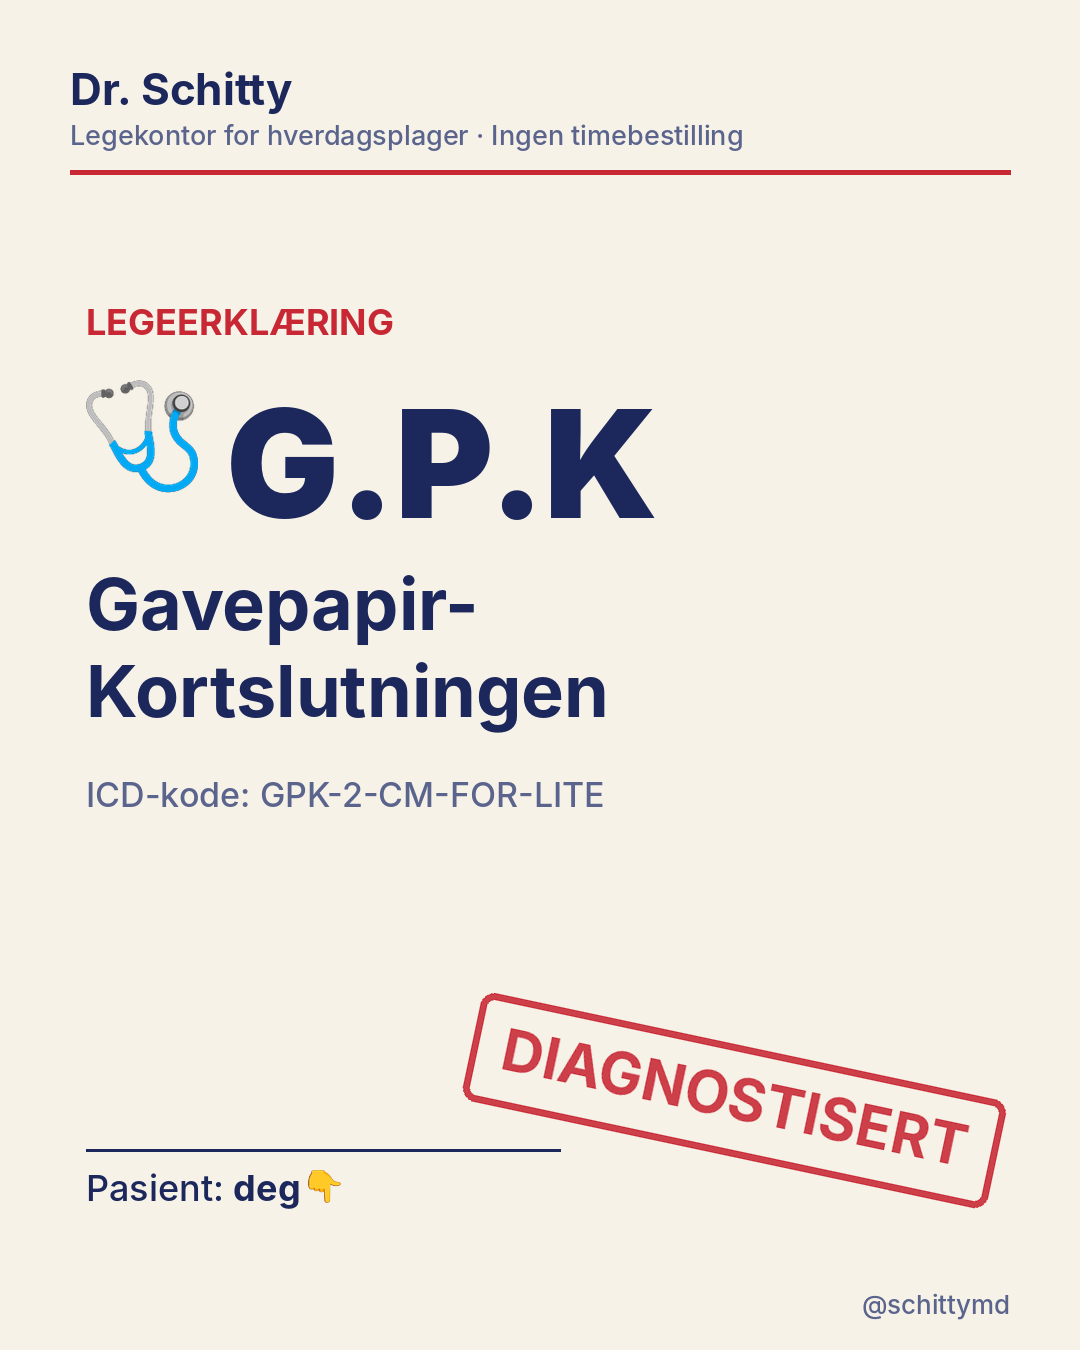 Dr. Schitty
Legekontor for hverdagsplager · Ingen timebestilling
LEGEERKLÆRING
🩺 G.P.K
Gavepapir-
Kortslutningen
ICD-kode: GPK-2-CM-FOR-LITE
DIAGNOSTISERT
Pasient: deg👇
@schittymd